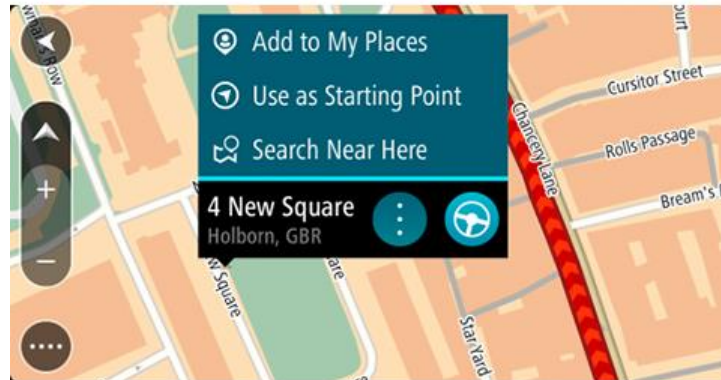 Add to My Places
Use as Starting Point
Search Near Here
4 New Square
Holborn, GBR
Chancery Lane
Cursitor Street
Rolls Passage
Bream's
Star Yard
Square
court